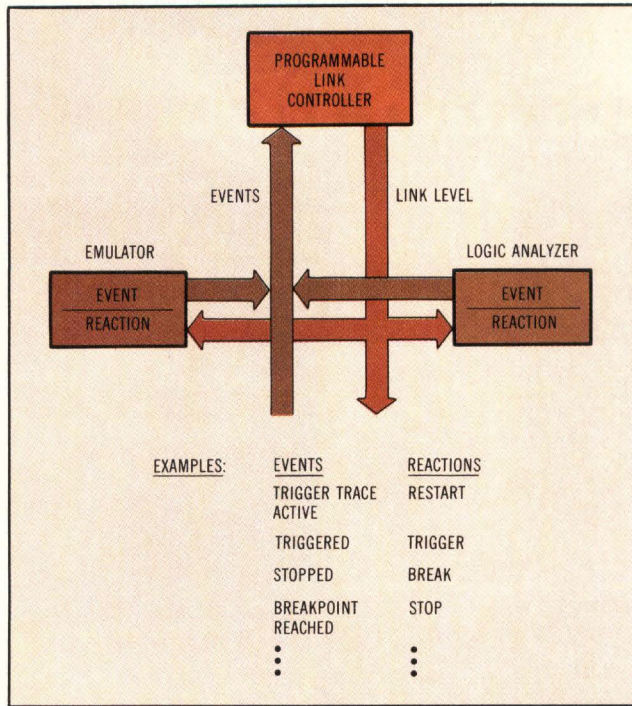 PROGRAMMABLE
LINK
CONTROLLER
EVENTS
LINK LEVEL
EMULATOR
LOGIC ANALYZER
EVENT
REACTION
EVENT
REACTION
EXAMPLES: EVENTS REACTIONS
TRIGGER TRACE RESTART
ACTIVE
TRIGGERED TRIGGER
STOPPED BREAK
BREAKPOINT STOP
REACHED